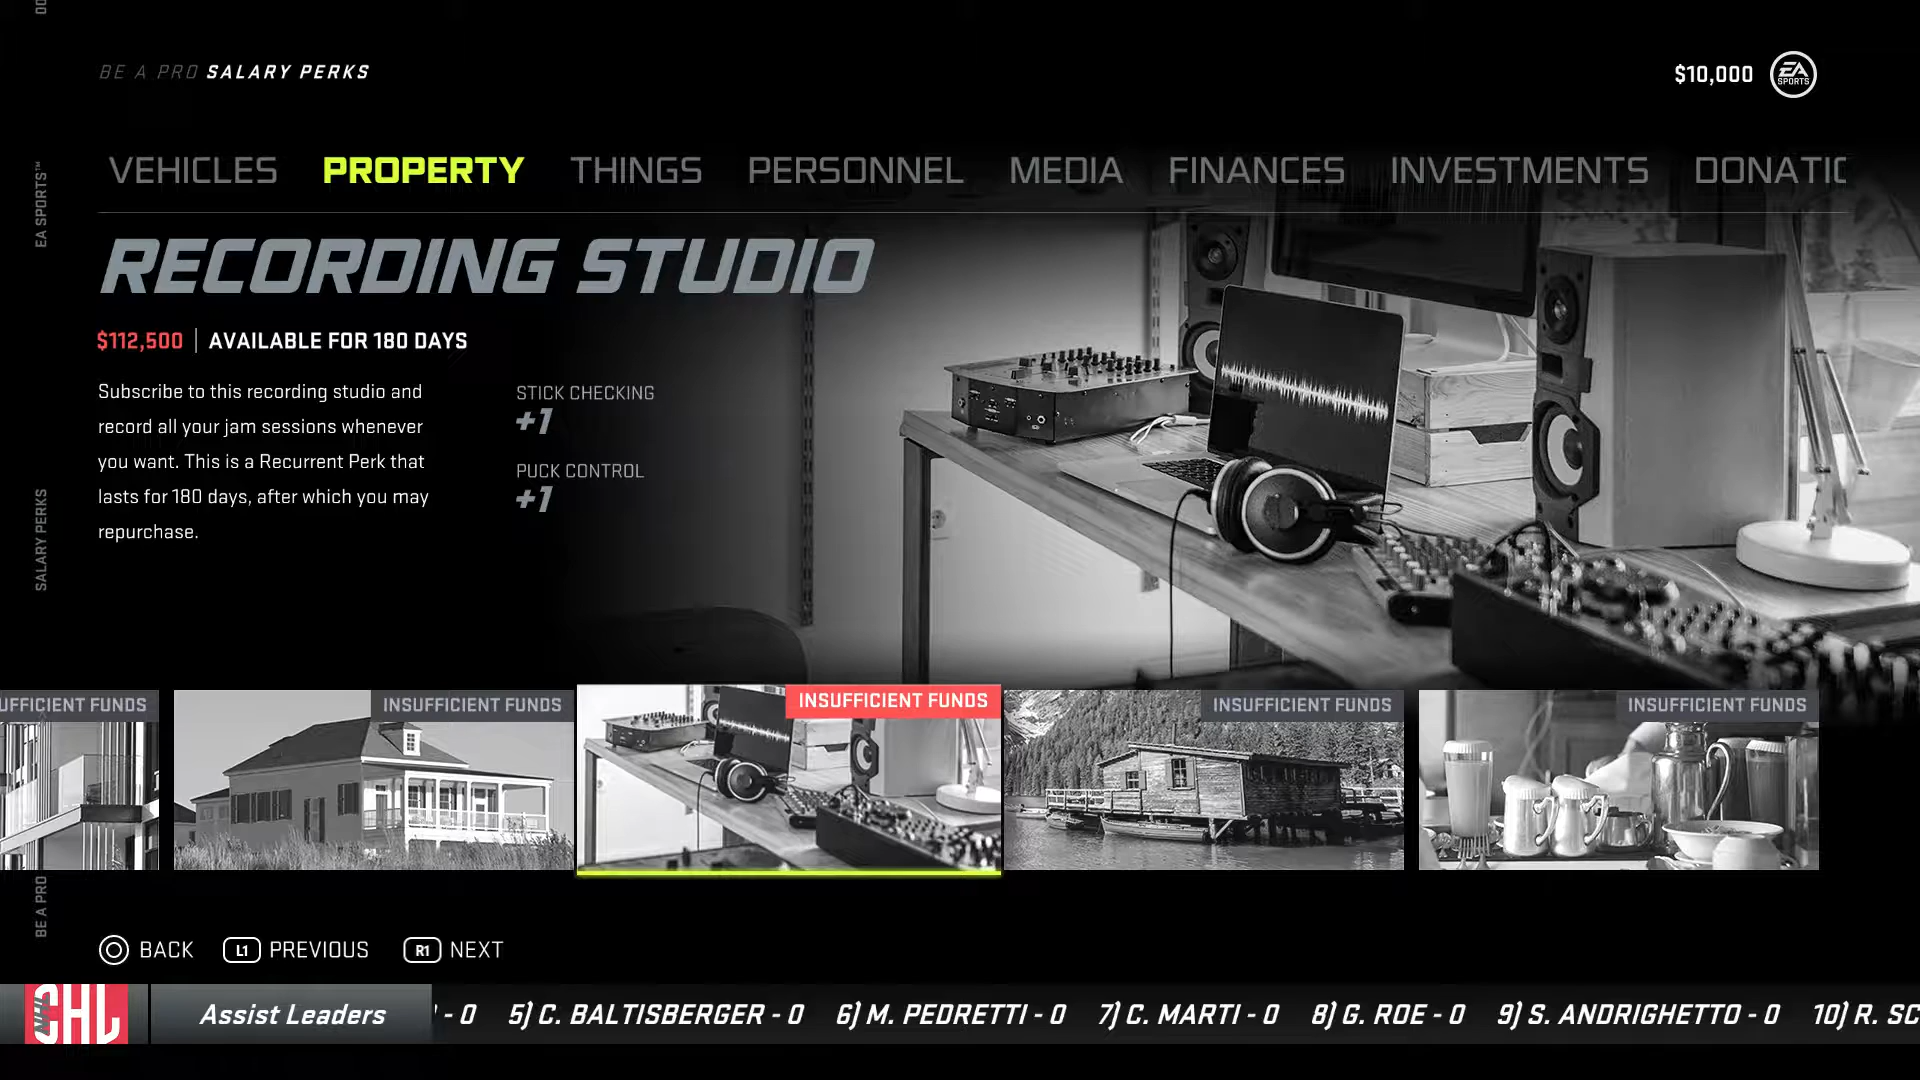 BE A PRO SALARY PERKS
$10,000
EA SPORTS
VEHICLES PROPERTY THINGS PERSONNEL MEDIA FINANCES INVESTMENTS DONATIO
RECORDING STUDIO
$112,500 | AVAILABLE FOR 180 DAYS
Subscribe to this recording studio and
record all your jam sessions whenever
you want. This is a Recurrent Perk that
lasts for 180 days, after which you may
repurchase.
STICK CHECKING
+1
PUCK CONTROL
+1
EA SPORTS™
SALARY PERKS
BE A PRO
UFFICIENT FUNDS
INSUFFICIENT FUNDS
INSUFFICIENT FUNDS
INSUFFICIENT FUNDS
INSUFFICIENT FUNDS
BACK L1 PREVIOUS R1 NEXT
CHL Assist Leaders - 0 5) C. BALTISBERGER - 0 6) M. PEDRETTI - 0 7) C. MARTI - 0 8) G. ROE - 0 9) S. ANDRIGHETTO - 0 10) R. SC